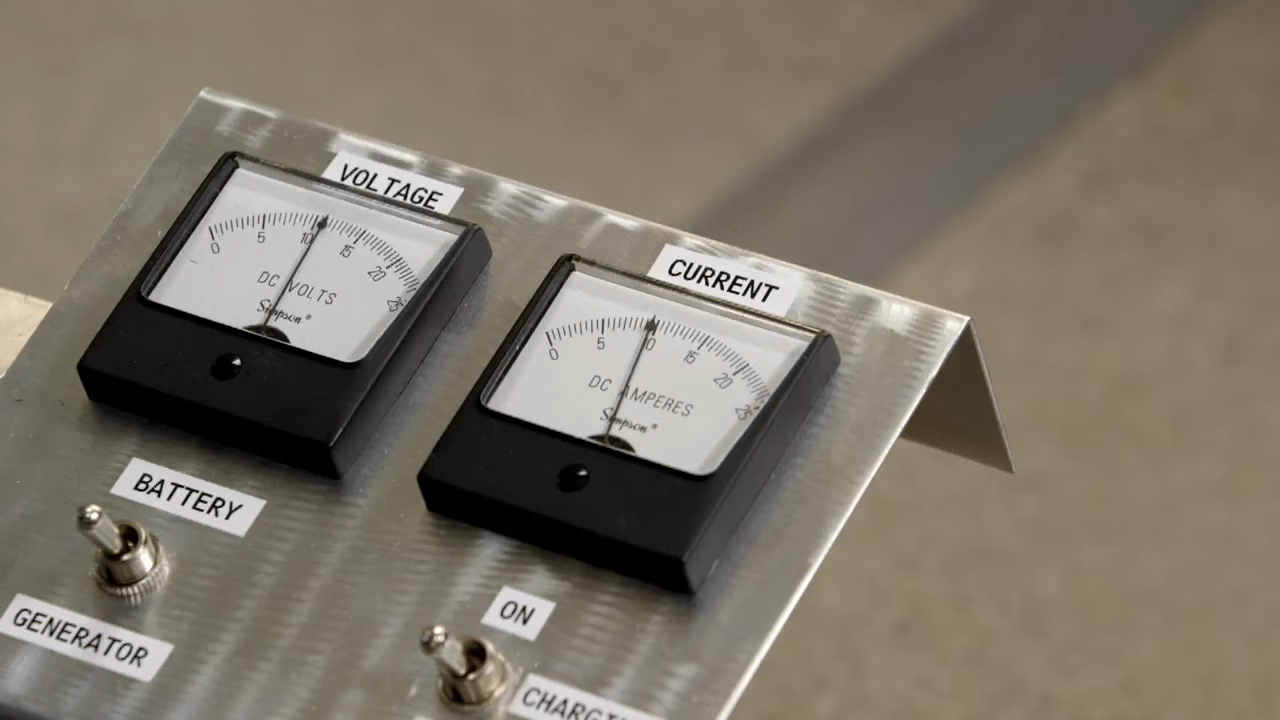 VOLTAGE
0 5 10 15 20 25
DC VOLTS
Simpson®
CURRENT
0 5 10 15 20 25
DC AMPERES
Simpson®
BATTERY
GENERATOR
ON